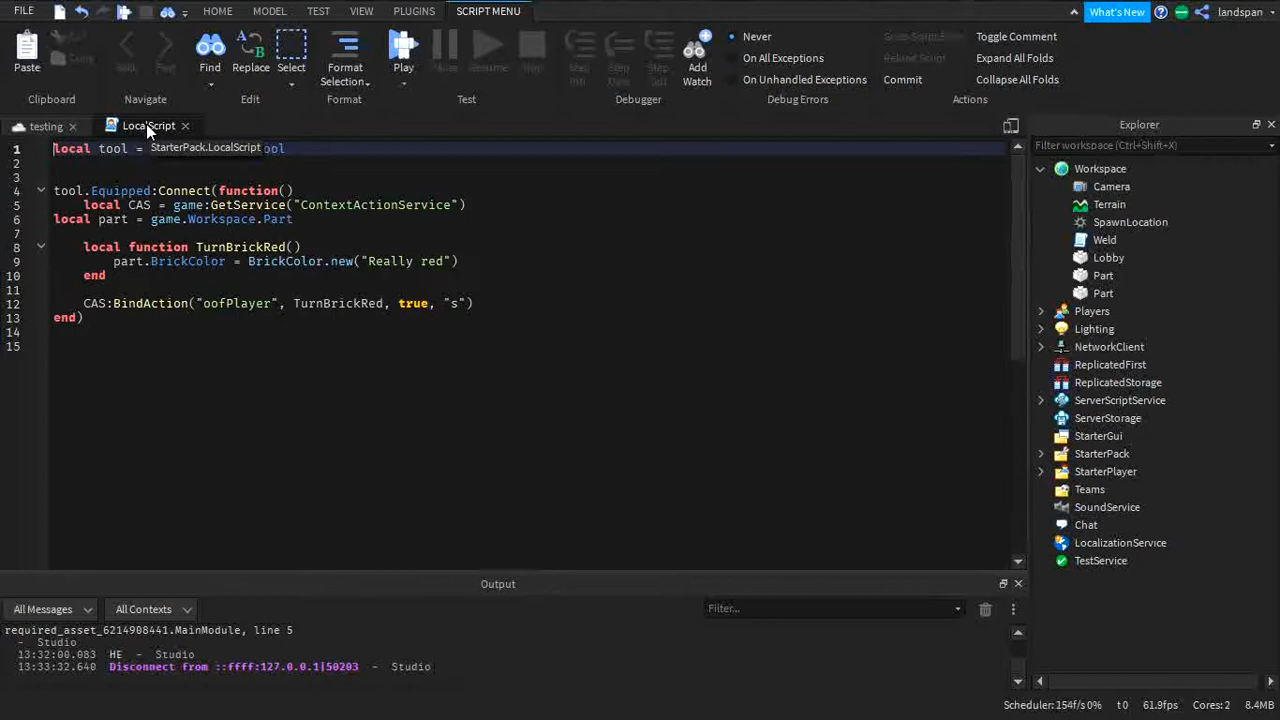 FILE HOME MODEL TEST VIEW PLUGINS SCRIPT MENU What's New landspan
Paste Find Replace Select Format Selection Play Add Watch Never On All Exceptions On Unhandled Exceptions Commit Toggle Comment Expand All Folds Collapse All Folds
Clipboard Navigate Edit Format Test Debugger Debug Errors Actions
testing LocalScript
StarterPack.LocalScript
1 local tool = ool
2
3
4 tool.Equipped:Connect(function()
5 local CAS = game:GetService("ContextActionService")
6 local part = game.Workspace.Part
7
8 local function TurnBrickRed()
9 part.BrickColor = BrickColor.new("Really red")
10 end
11
12 CAS:BindAction("oofPlayer", TurnBrickRed, true, "s")
13 end)
14
15
Explorer
Filter workspace (Ctrl+Shift+X)
Workspace
Camera
Terrain
SpawnLocation
Weld
Lobby
Part
Part
Players
Lighting
NetworkClient
ReplicatedFirst
ReplicatedStorage
ServerScriptService
ServerStorage
StarterGui
StarterPack
StarterPlayer
Teams
SoundService
Chat
LocalizationService
TestService
Output
All Messages All Contexts Filter...
required_asset_6214908441.MainModule, line 5
- Studio
13:32:00.083 HE - Studio
13:33:32.640 Disconnect from ::ffff:127.0.0.1|50203 - Studio
Scheduler: 154f/s 0% t 0 61.9fps Cores: 2 8.4MB